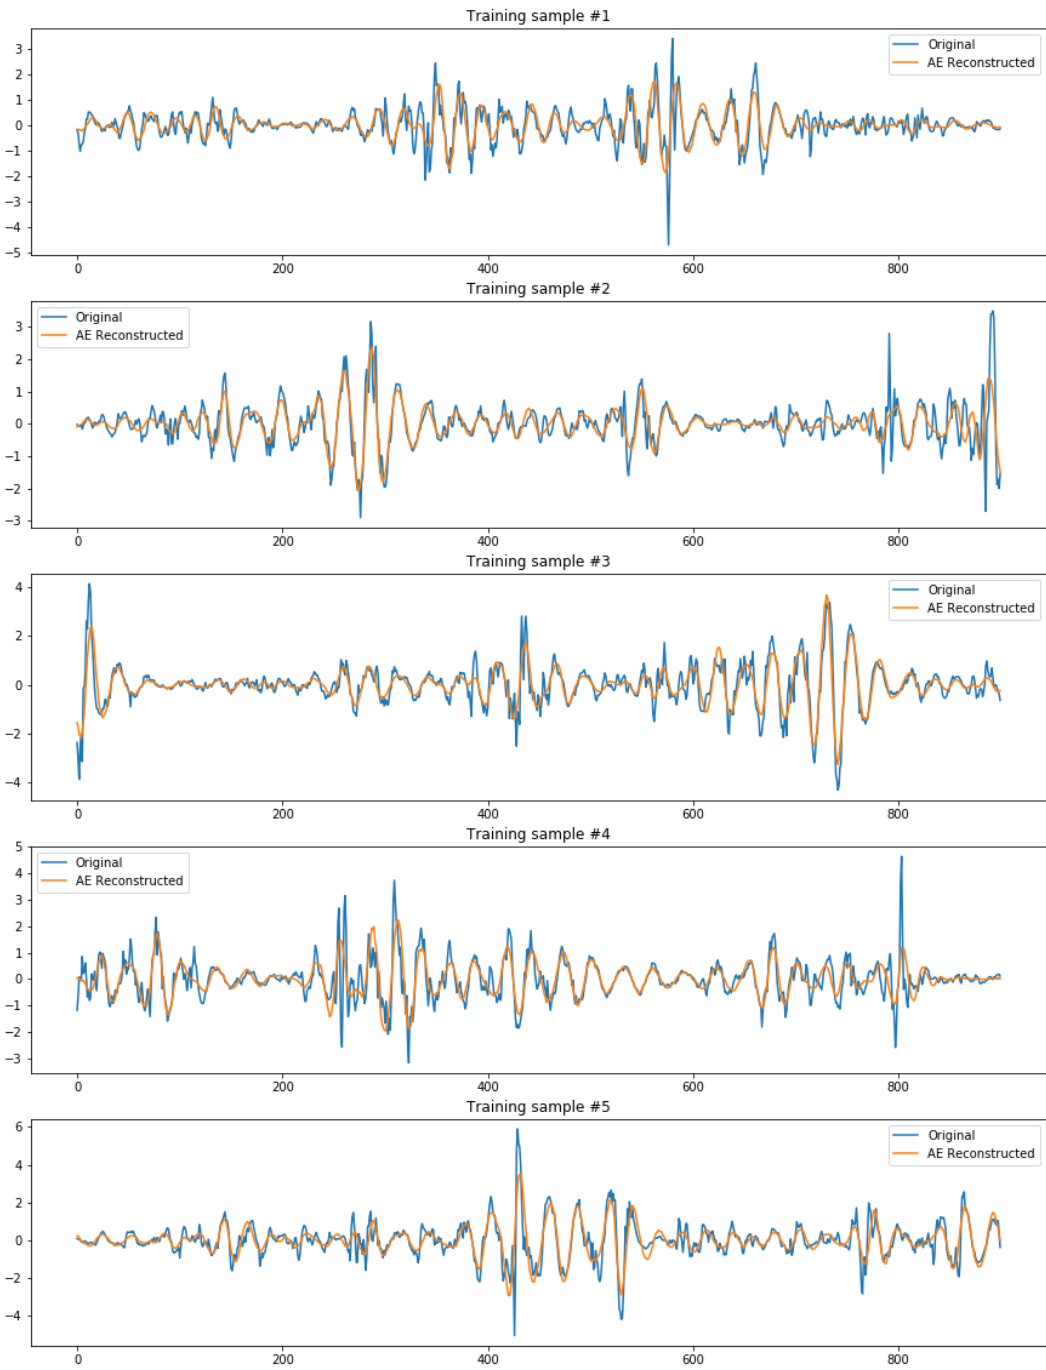 Training sample #1
Original
AE Reconstructed
3
2
1
0
−1
−2
−3
−4
−5
0 200 400 600 800
Training sample #2
Original
AE Reconstructed
3
2
1
0
−1
−2
−3
0 200 400 600 800
Training sample #3
Original
AE Reconstructed
4
2
0
−2
−4
0 200 400 600 800
Training sample #4
Original
AE Reconstructed
5
4
3
2
1
0
−1
−2
−3
0 200 400 600 800
Training sample #5
Original
AE Reconstructed
6
4
2
0
−2
−4
0 200 400 600 800